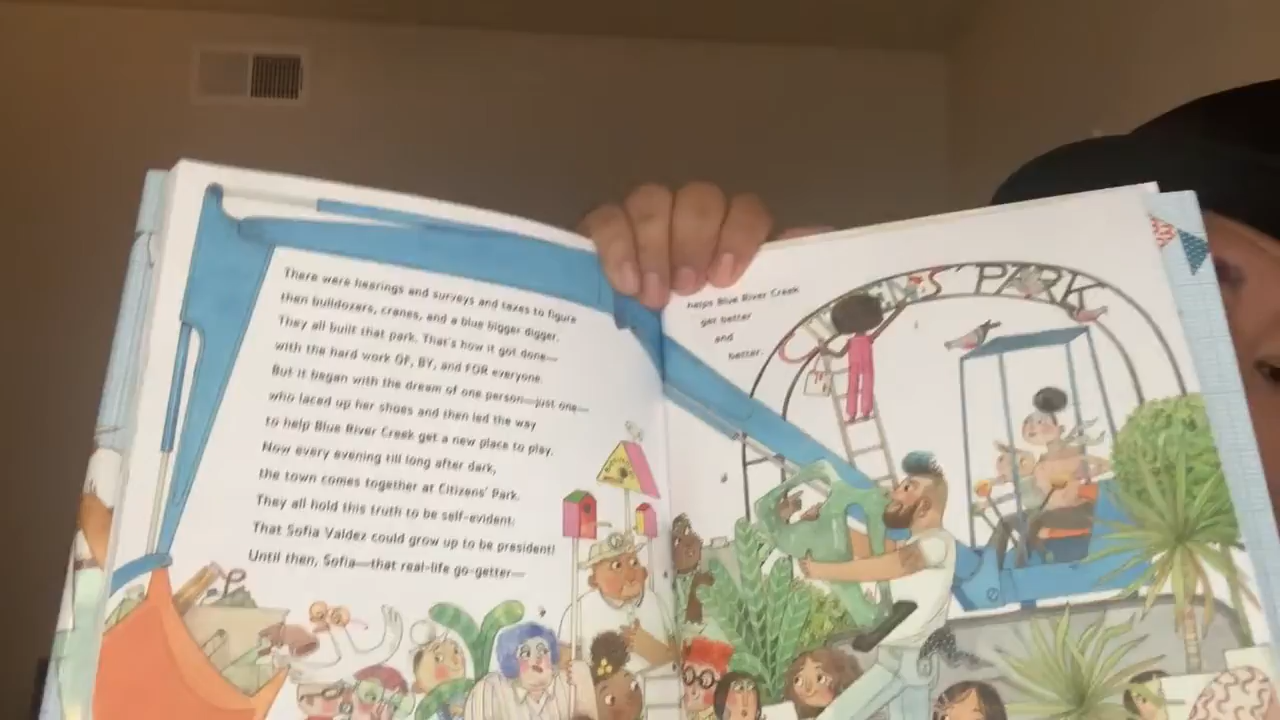 There were hearings and surveys and taxes to figure
then bulldozers, cranes, and a blue bigger digger.
They all built that park. That's how it got done—
with the hard work OF, BY, and FOR everyone.
But it began with the dream of one person—just one—
who laced up her shoes and then led the way
to help Blue River Creek get a new place to play.
Now every evening till long after dark,
the town comes together at Citizens' Park.
They all hold this truth to be self-evident:
That Sofia Valdez could grow up to be president!
Until then, Sofia—that real-life go-getter—
helps Blue River Creek
get better
and
better.
NS' PARK